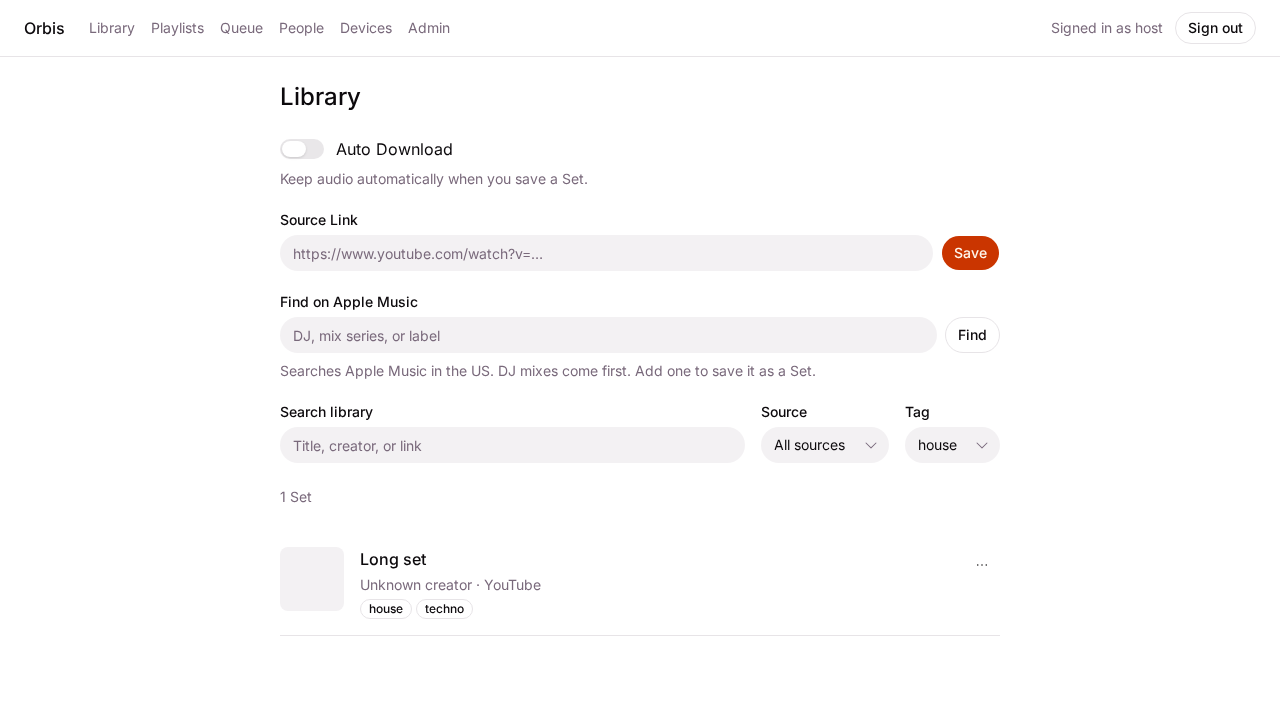 Orbis Library Playlists Queue People Devices Admin Signed in as host Sign out
Library
Auto Download
Keep audio automatically when you save a Set.
Source Link
https://www.youtube.com/watch?v=... Save
Find on Apple Music
DJ, mix series, or label Find
Searches Apple Music in the US. DJ mixes come first. Add one to save it as a Set.
Search library Source Tag
Title, creator, or link All sources house
1 Set
Long set ...
Unknown creator · YouTube
house techno